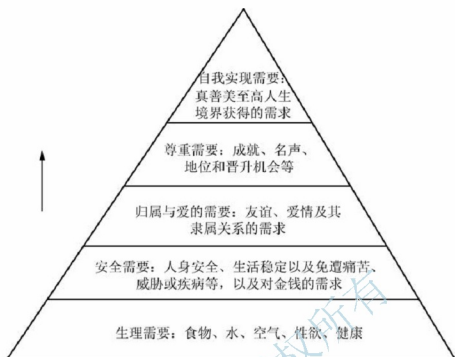 自我实现需要：
真善美至高人生
境界获得的需求
尊重需要：成就、名声、
地位和晋升机会等
归属与爱的需要：友谊、爱情及其
隶属关系的需求
安全需要：人身安全、生活稳定以及免遭痛苦、
威胁或疾病等，以及对金钱的需求
生理需要：食物、水、空气、性欲、健康
权所有